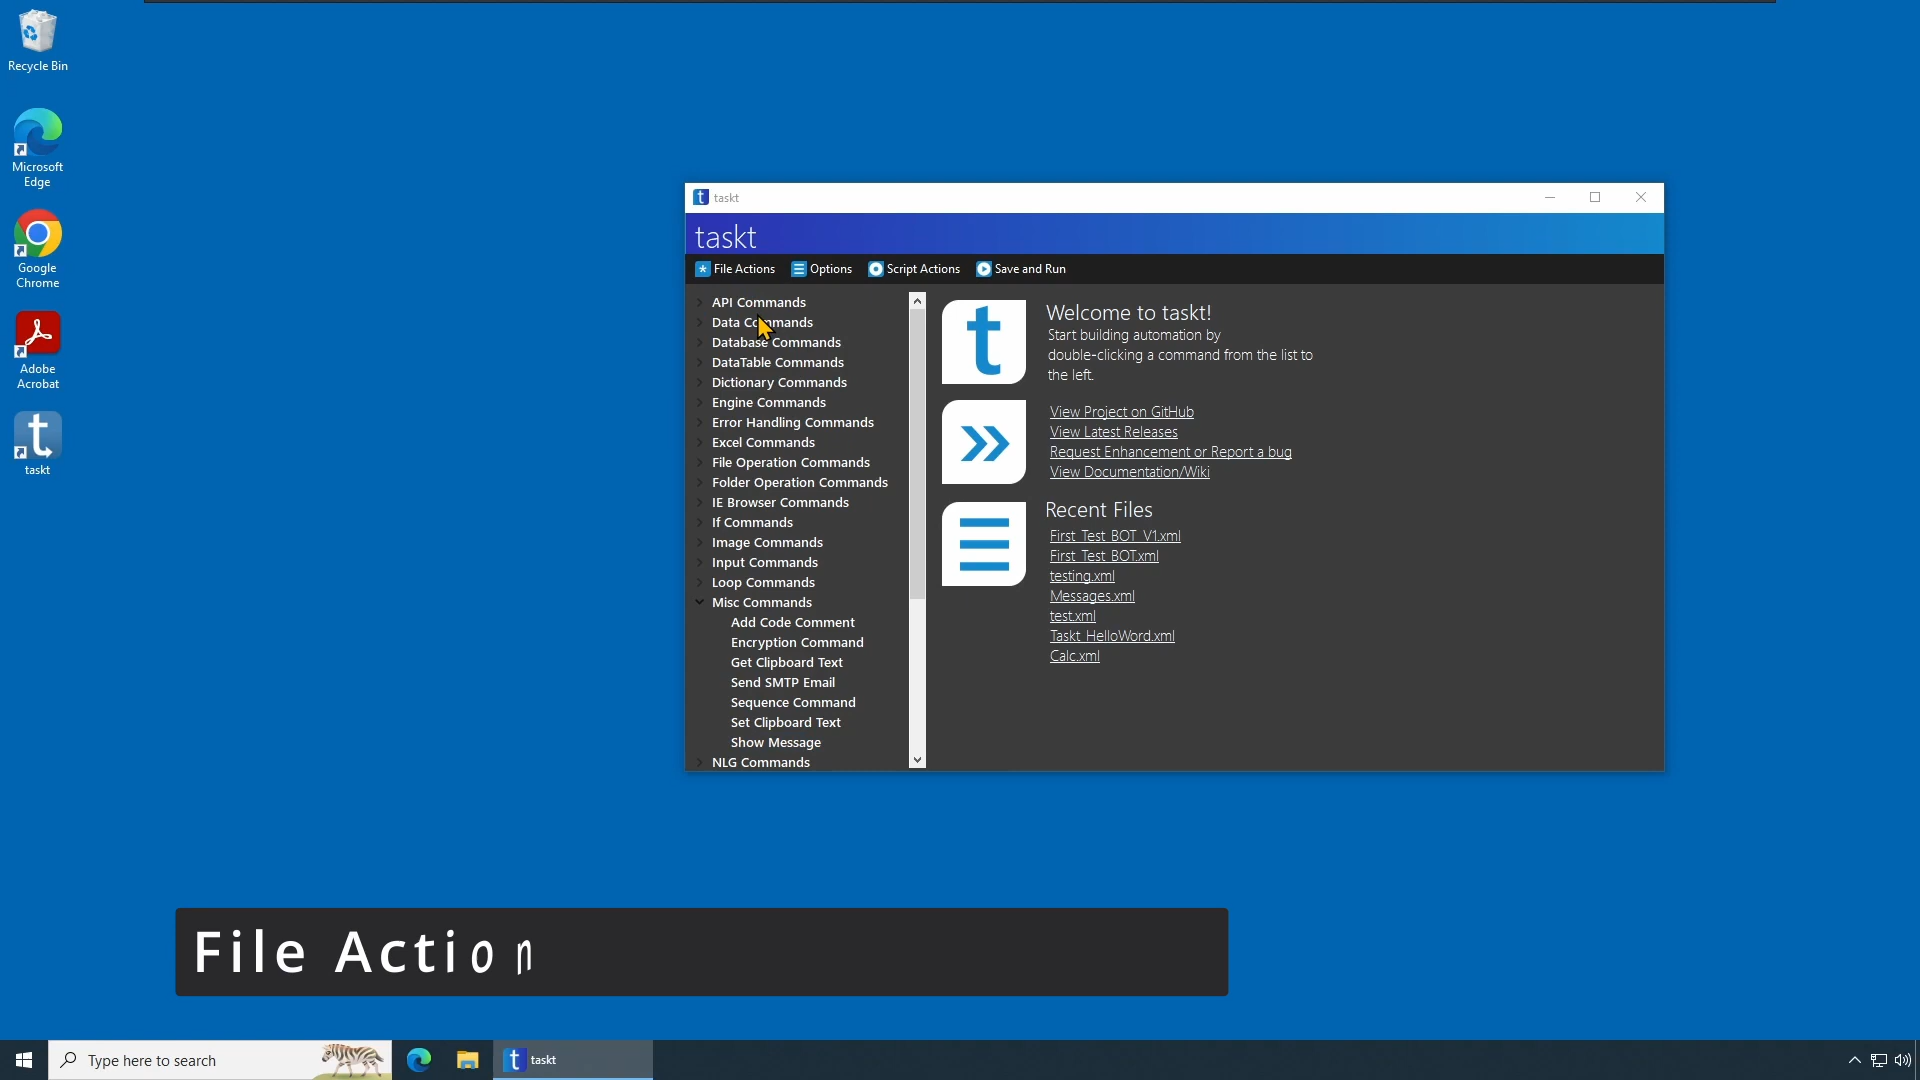 Recycle Bin
Microsoft
Edge
Google
Chrome
Adobe
Acrobat
taskt
taskt
taskt
File Actions
Options
Script Actions
Save and Run
API Commands
Data Commands
Database Commands
DataTable Commands
Dictionary Commands
Engine Commands
Error Handling Commands
Excel Commands
File Operation Commands
Folder Operation Commands
IE Browser Commands
If Commands
Image Commands
Input Commands
Loop Commands
Misc Commands
Add Code Comment
Encryption Command
Get Clipboard Text
Send SMTP Email
Sequence Command
Set Clipboard Text
Show Message
NLG Commands
t
Welcome to taskt!
Start building automation by
double-clicking a command from the list to
the left.
View Project on GitHub
View Latest Releases
Request Enhancement or Report a bug
View Documentation/Wiki
Recent Files
First_Test_BOT_V1.xml
First_Test_BOT.xml
testing.xml
Messages.xml
test.xml
Taskt_HelloWord.xml
Calc.xml
File Action
Type here to search
taskt